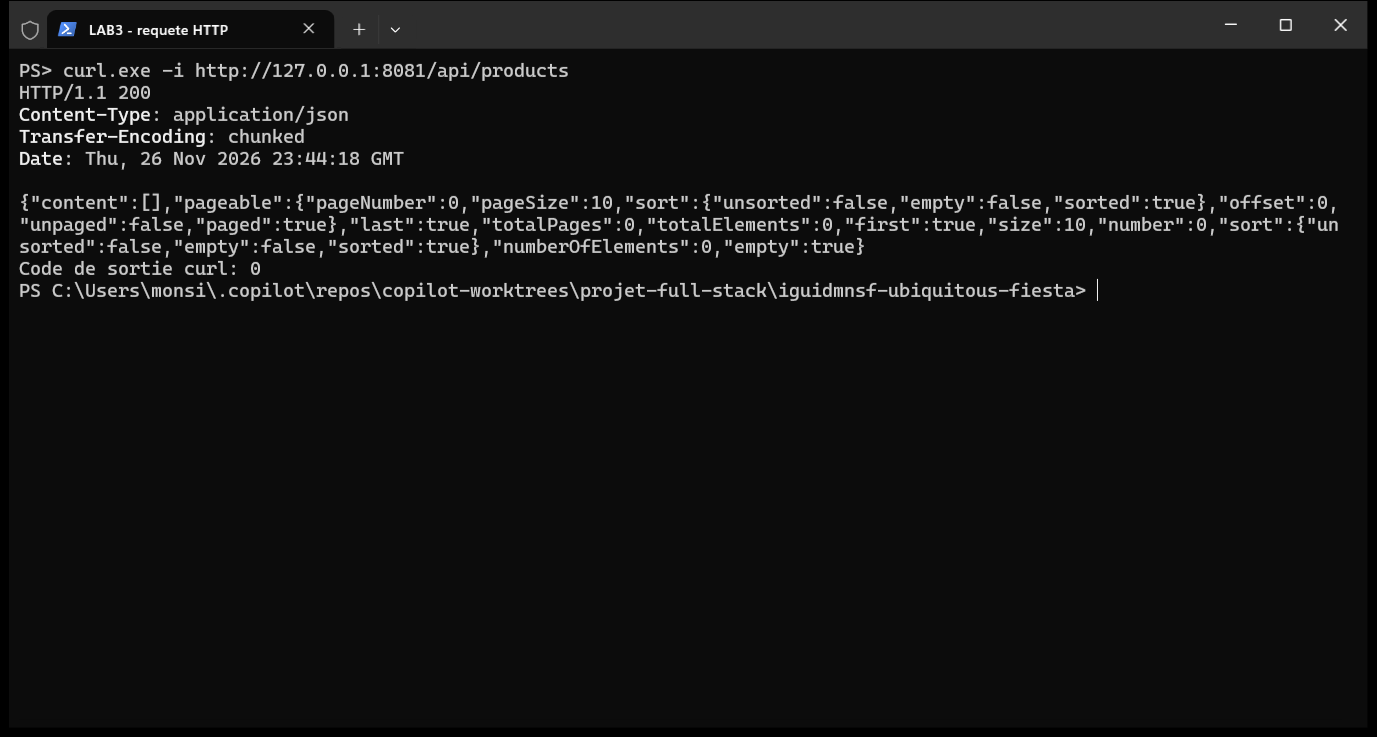 LAB3 - requete HTTP
PS> curl.exe -i http://127.0.0.1:8081/api/products
HTTP/1.1 200
Content-Type: application/json
Transfer-Encoding: chunked
Date: Thu, 26 Nov 2026 23:44:18 GMT
{"content":[],"pageable":{"pageNumber":0,"pageSize":10,"sort":{"unsorted":false,"empty":false,"sorted":true},"offset":0,
"unpaged":false,"paged":true},"last":true,"totalPages":0,"totalElements":0,"first":true,"size":10,"number":0,"sort":{"un
sorted":false,"empty":false,"sorted":true},"numberOfElements":0,"empty":true}
Code de sortie curl: 0
PS C:\Users\monsi\.copilot\repos\copilot-worktrees\projet-full-stack\iguidmnsf-ubiquitous-fiesta>